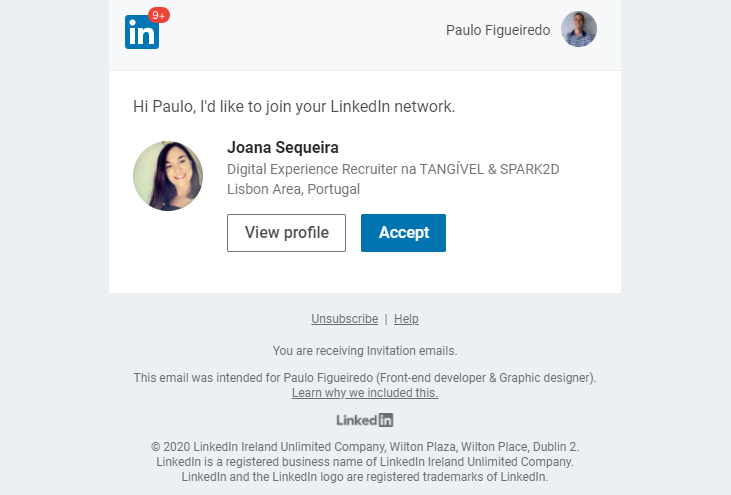 in 9+
Paulo Figueiredo
Hi Paulo, I'd like to join your LinkedIn network.
Joana Sequeira
Digital Experience Recruiter na TANGÍVEL & SPARK2D
Lisbon Area, Portugal
View profile Accept
Unsubscribe | Help
You are receiving Invitation emails.
This email was intended for Paulo Figueiredo (Front-end developer & Graphic designer).
Learn why we included this.
Linkedin
© 2020 LinkedIn Ireland Unlimited Company, Wilton Plaza, Wilton Place, Dublin 2.
LinkedIn is a registered business name of LinkedIn Ireland Unlimited Company.
LinkedIn and the LinkedIn logo are registered trademarks of LinkedIn.